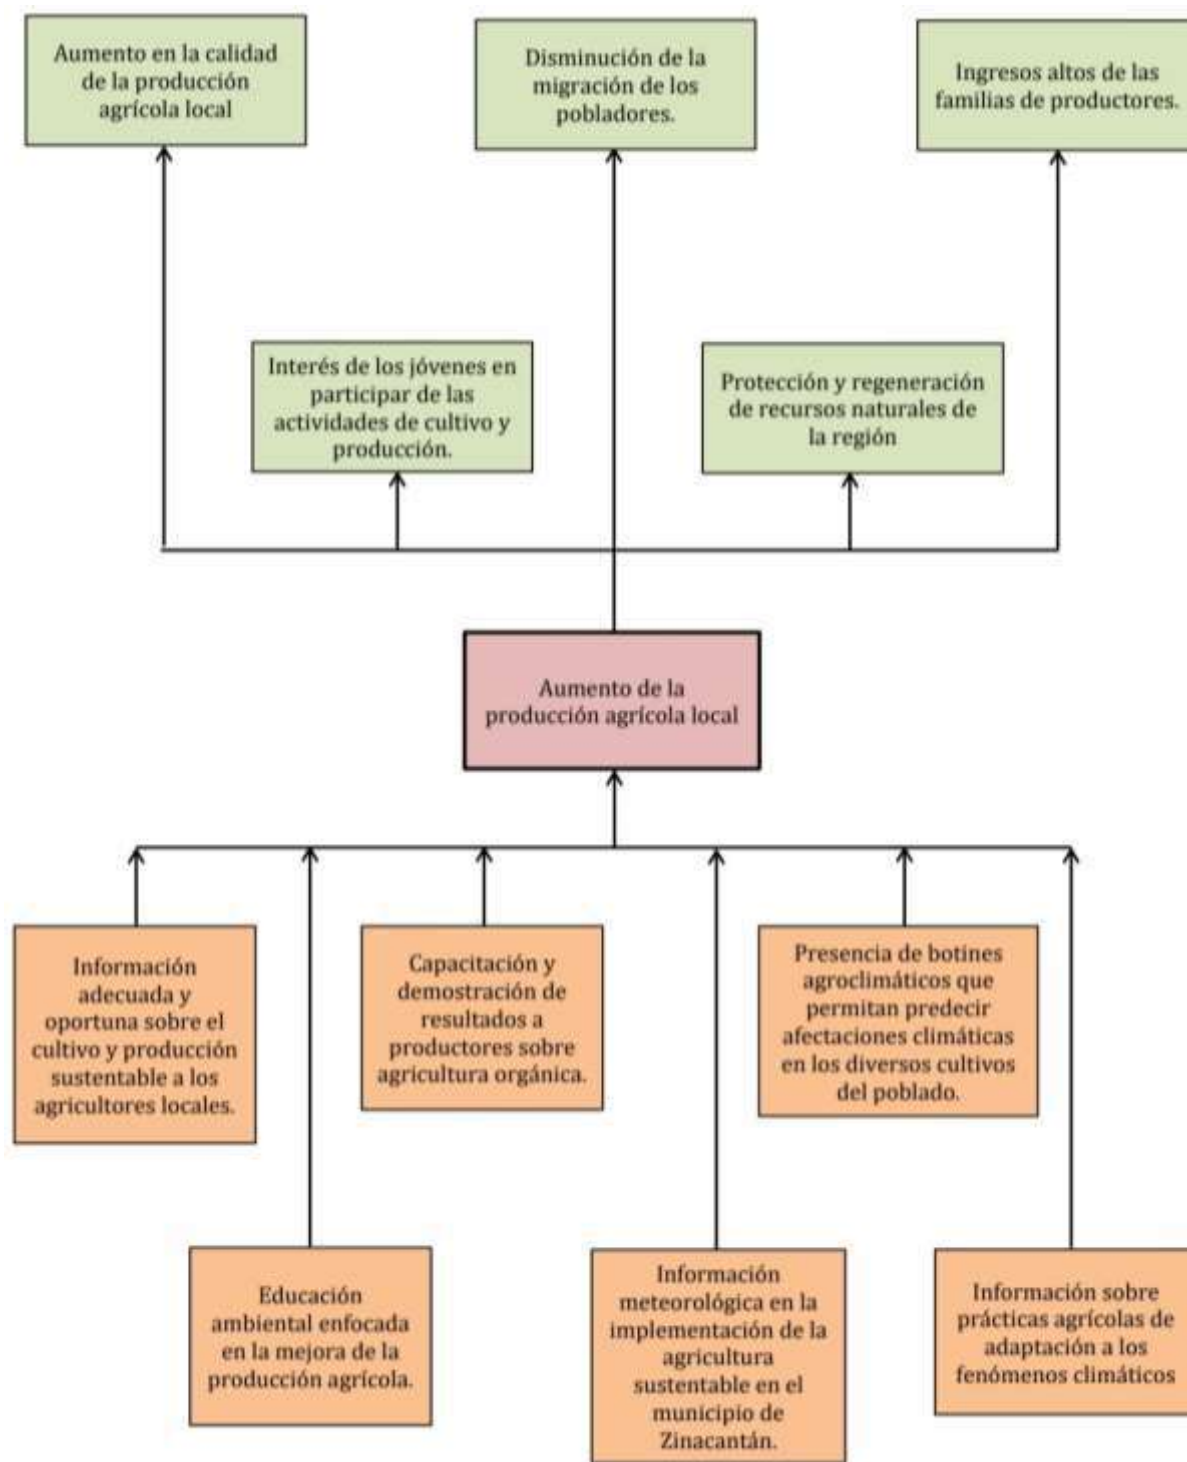 Aumento en la calidad
de la producción
agrícola local
Disminución de la
migración de los
pobladores.
Ingresos altos de las
familias de productores.
Interés de los jóvenes en
participar de las
actividades de cultivo y
producción.
Protección y regeneración
de recursos naturales de
la región
Aumento de la
producción agrícola local
Información
adecuada y
oportuna sobre el
cultivo y producción
sustentable a los
agricultores locales.
Capacitación y
demostración de
resultados a
productores sobre
agricultura orgánica.
Presencia de botines
agroclimáticos que
permitan predecir
afectaciones climáticas
en los diversos cultivos
del poblado.
Educación
ambiental enfocada
en la mejora de la
producción agrícola.
Información
meteorológica en la
implementación de la
agricultura
sustentable en el
municipio de
Zinacantán.
Información sobre
prácticas agrícolas de
adaptación a los
fenómenos climáticos